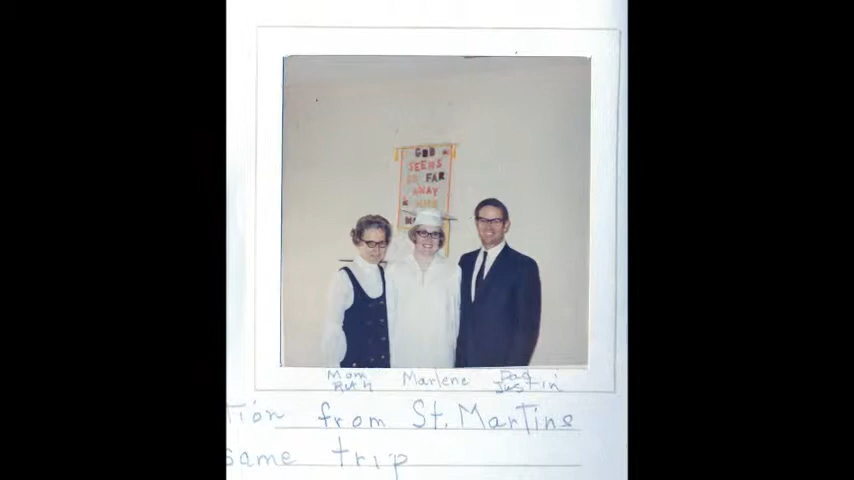 GOD
SEEMS
SO FAR
AWAY
Mom Marlene Dad
Ruth Justin
tion from St. Martins
same trip